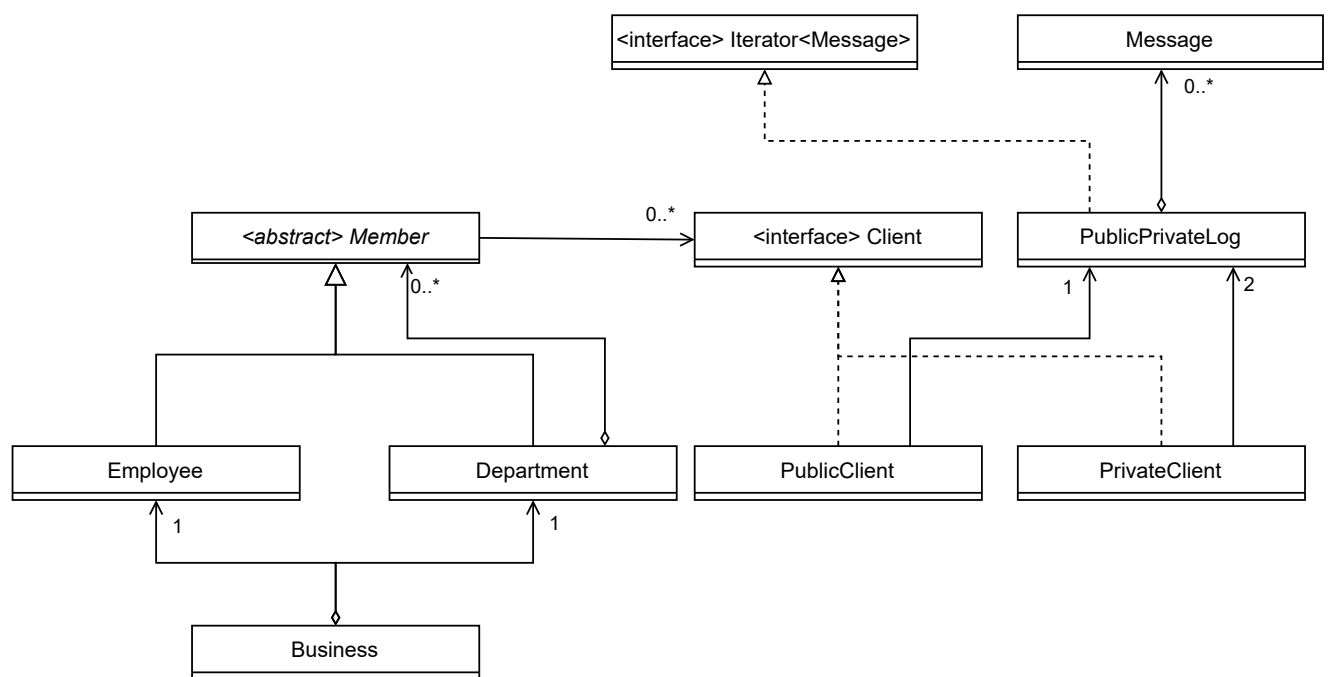 <interface> Iterator<Message>
Message
0..*
<abstract> Member
0..*
<interface> Client
PublicPrivateLog
0..*
1
2
Employee
Department
PublicClient
PrivateClient
1
1
Business